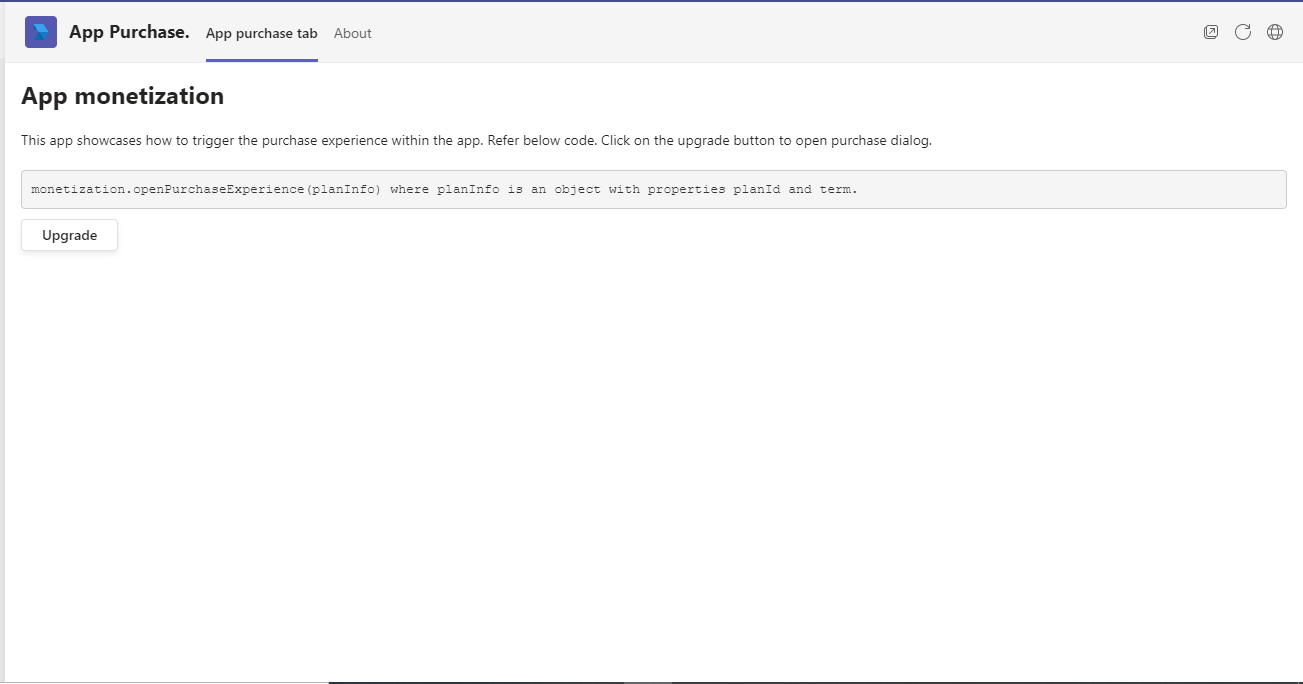 App Purchase. App purchase tab About
App monetization
This app showcases how to trigger the purchase experience within the app. Refer below code. Click on the upgrade button to open purchase dialog.
monetization.openPurchaseExperience(planInfo) where planInfo is an object with properties planId and term.
Upgrade